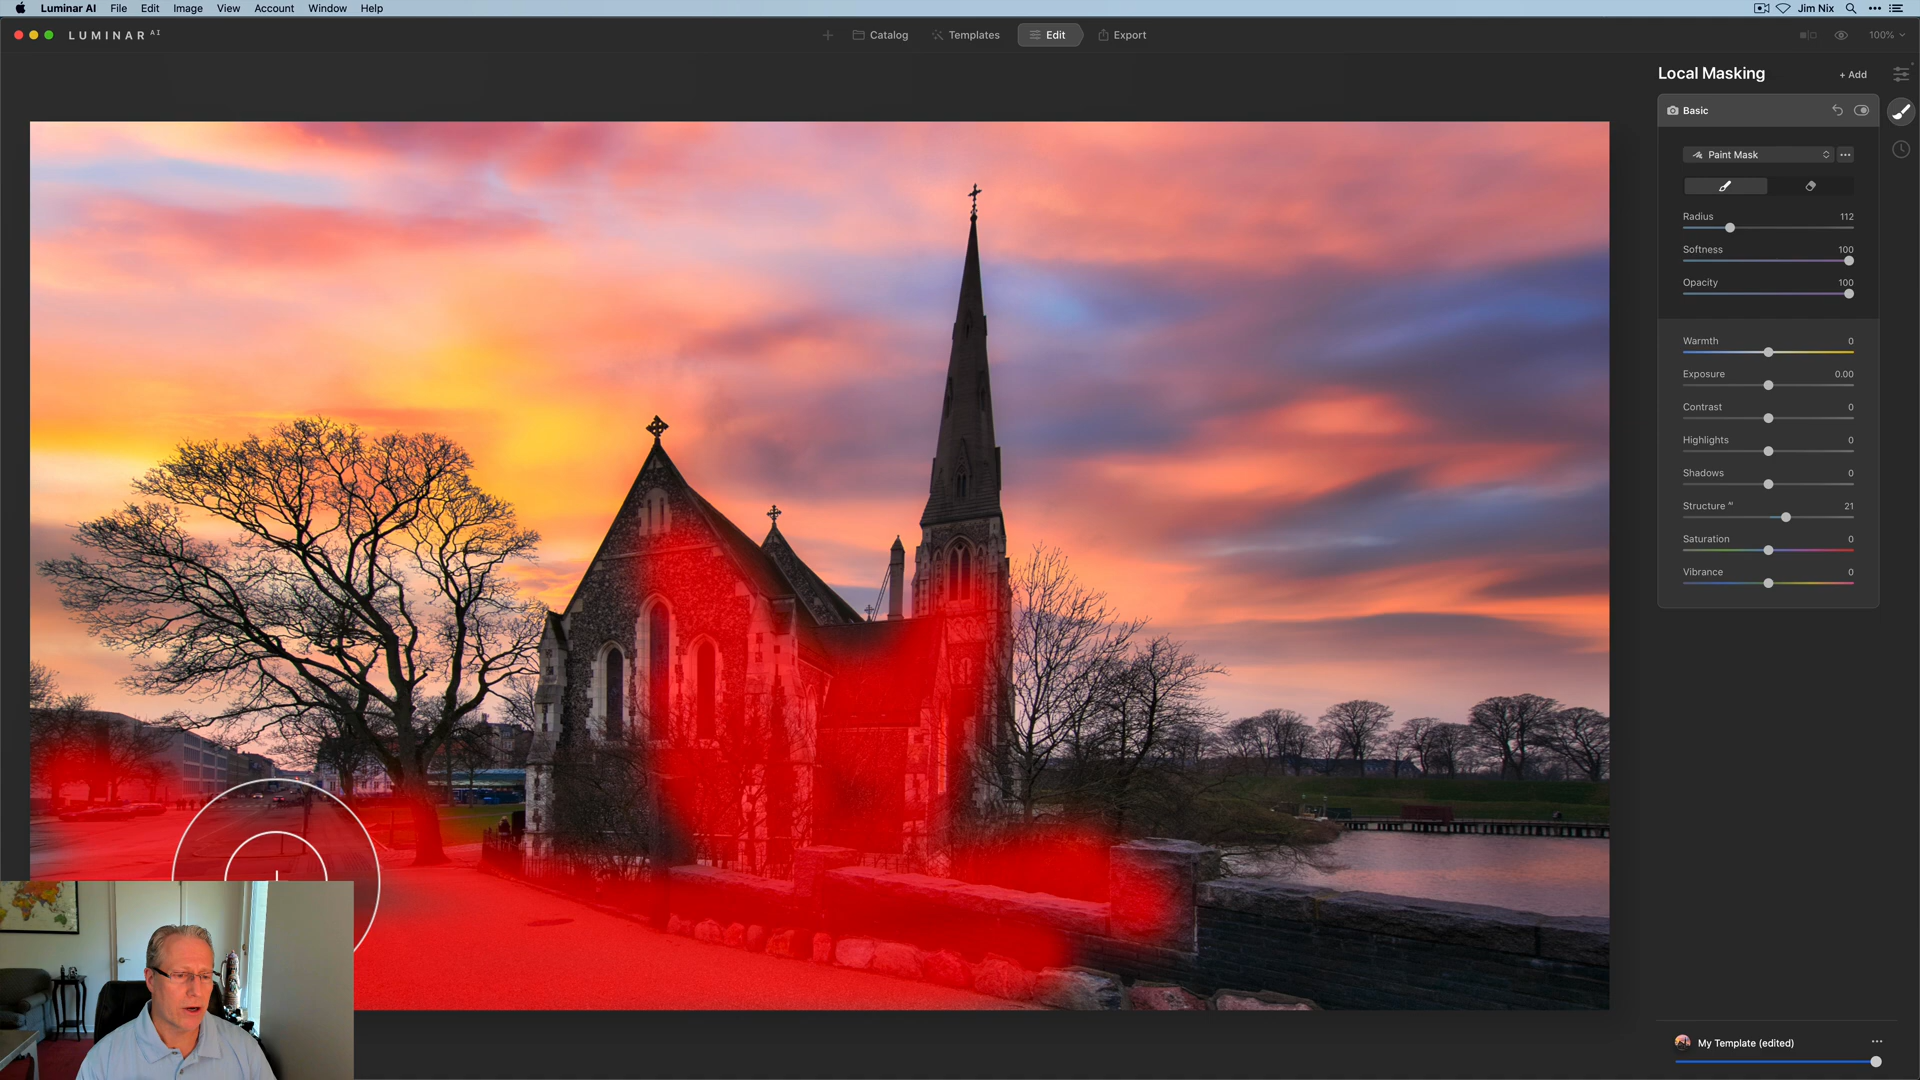 Luminar AI File Edit Image View Account Window Help Jim Nix
LUMINAR AI Catalog Templates Edit Export 100%
Local Masking + Add
Basic
Paint Mask
Radius 112
Softness 100
Opacity 100
Warmth 0
Exposure 0.00
Contrast 0
Highlights 0
Shadows 0
Structure AI 21
Saturation 0
Vibrance 0
My Template (edited)